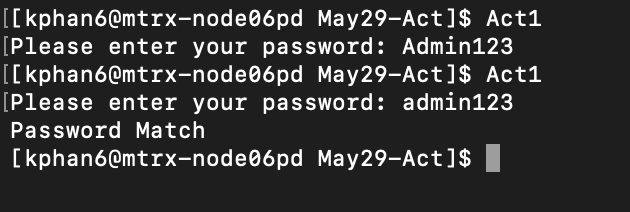 [[kphan6@mtrx-node06pd May29-Act]$ Act1
[Please enter your password: Admin123
[[kphan6@mtrx-node06pd May29-Act]$ Act1
[Please enter your password: admin123
Password Match
[kphan6@mtrx-node06pd May29-Act]$